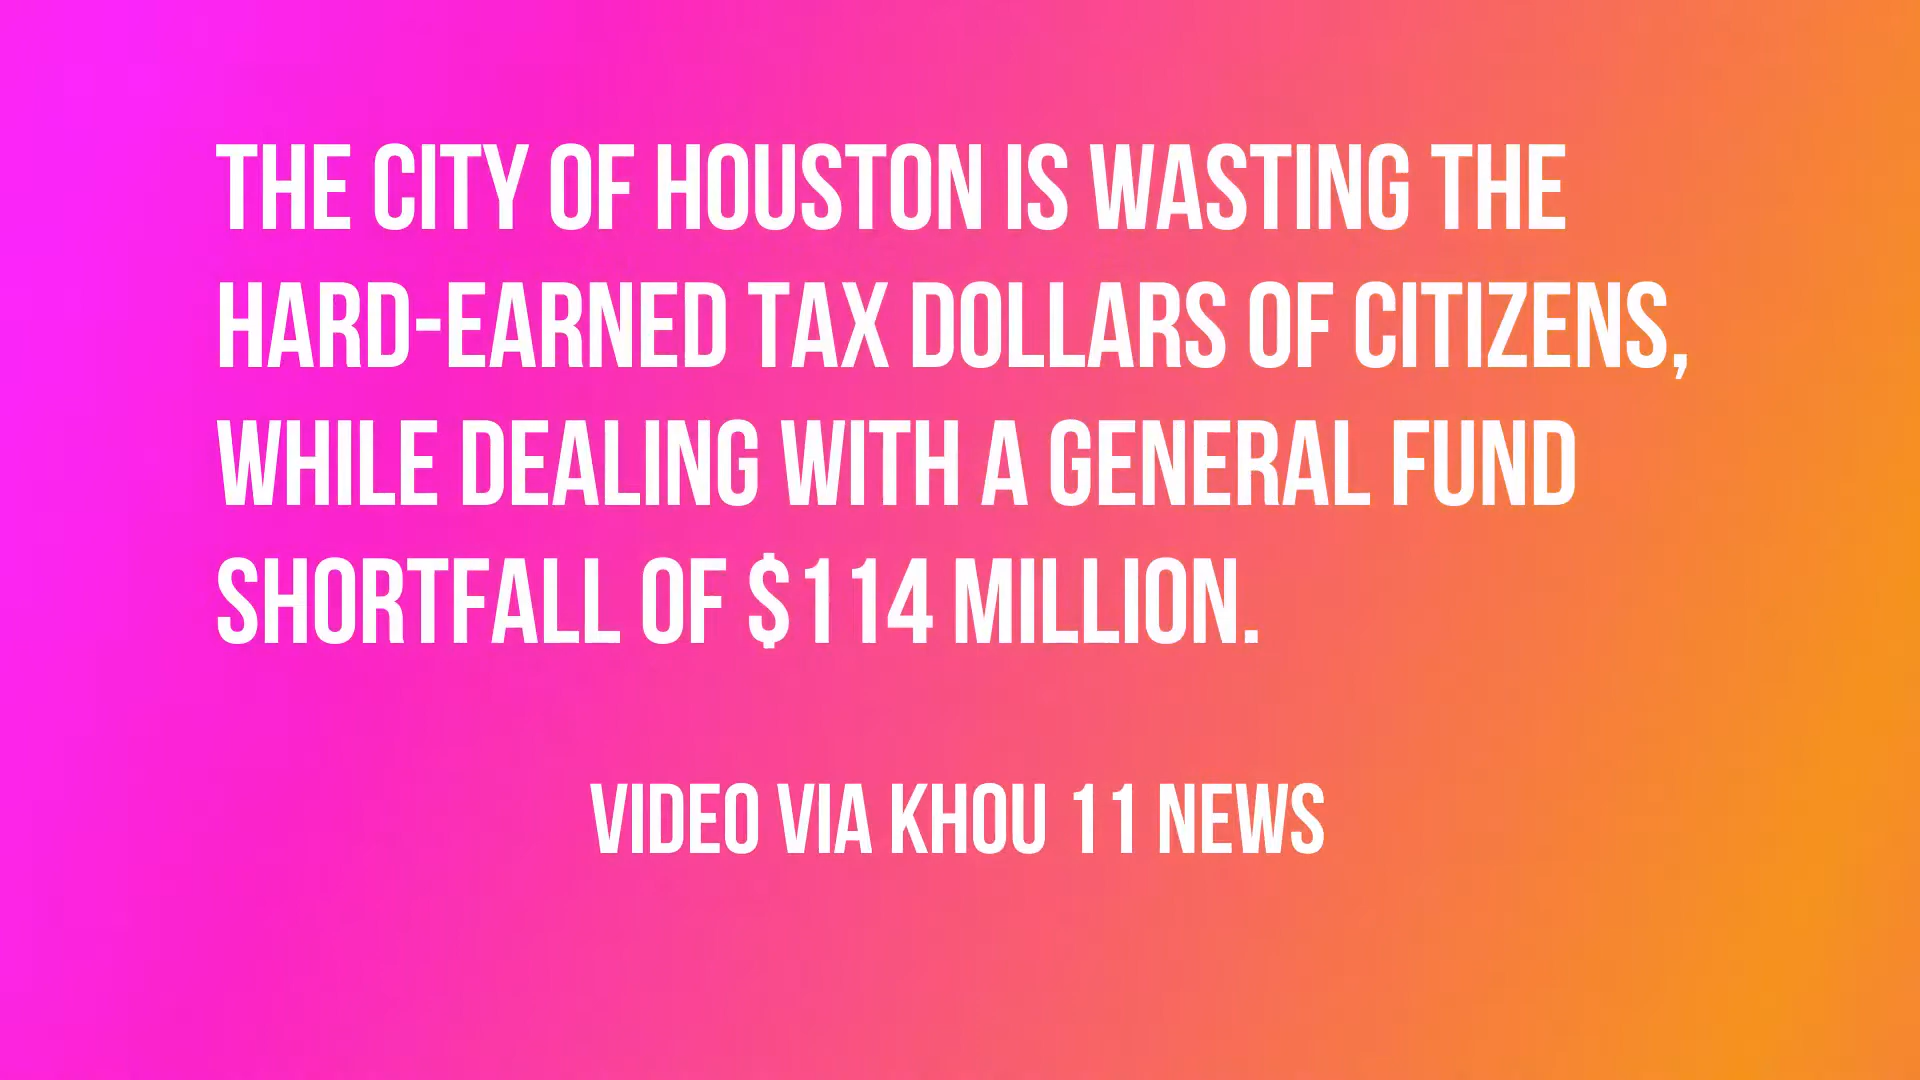 THE CITY OF HOUSTON IS WASTING THE
HARD-EARNED TAX DOLLARS OF CITIZENS,
WHILE DEALING WITH A GENERAL FUND
SHORTFALL OF $114 MILLION.
VIDEO VIA KHOU 11 NEWS